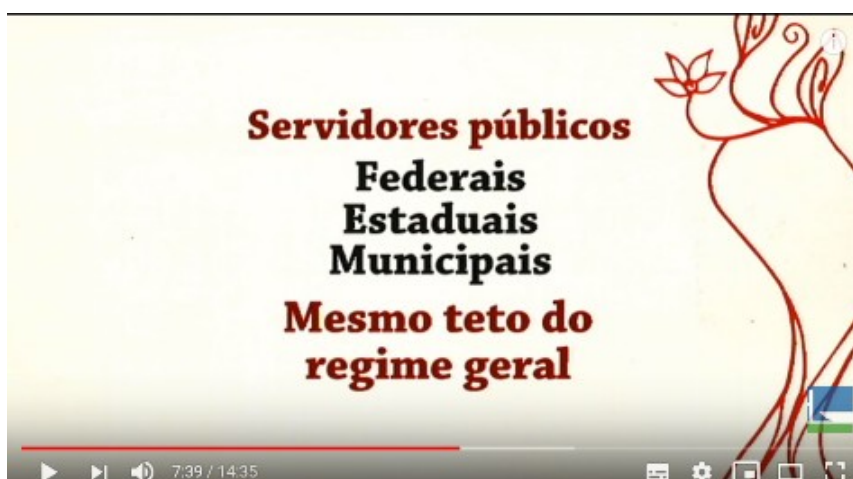 Servidores públicos
Federais
Estaduais
Municipais
Mesmo teto do
regime geral
7:39 / 14:35